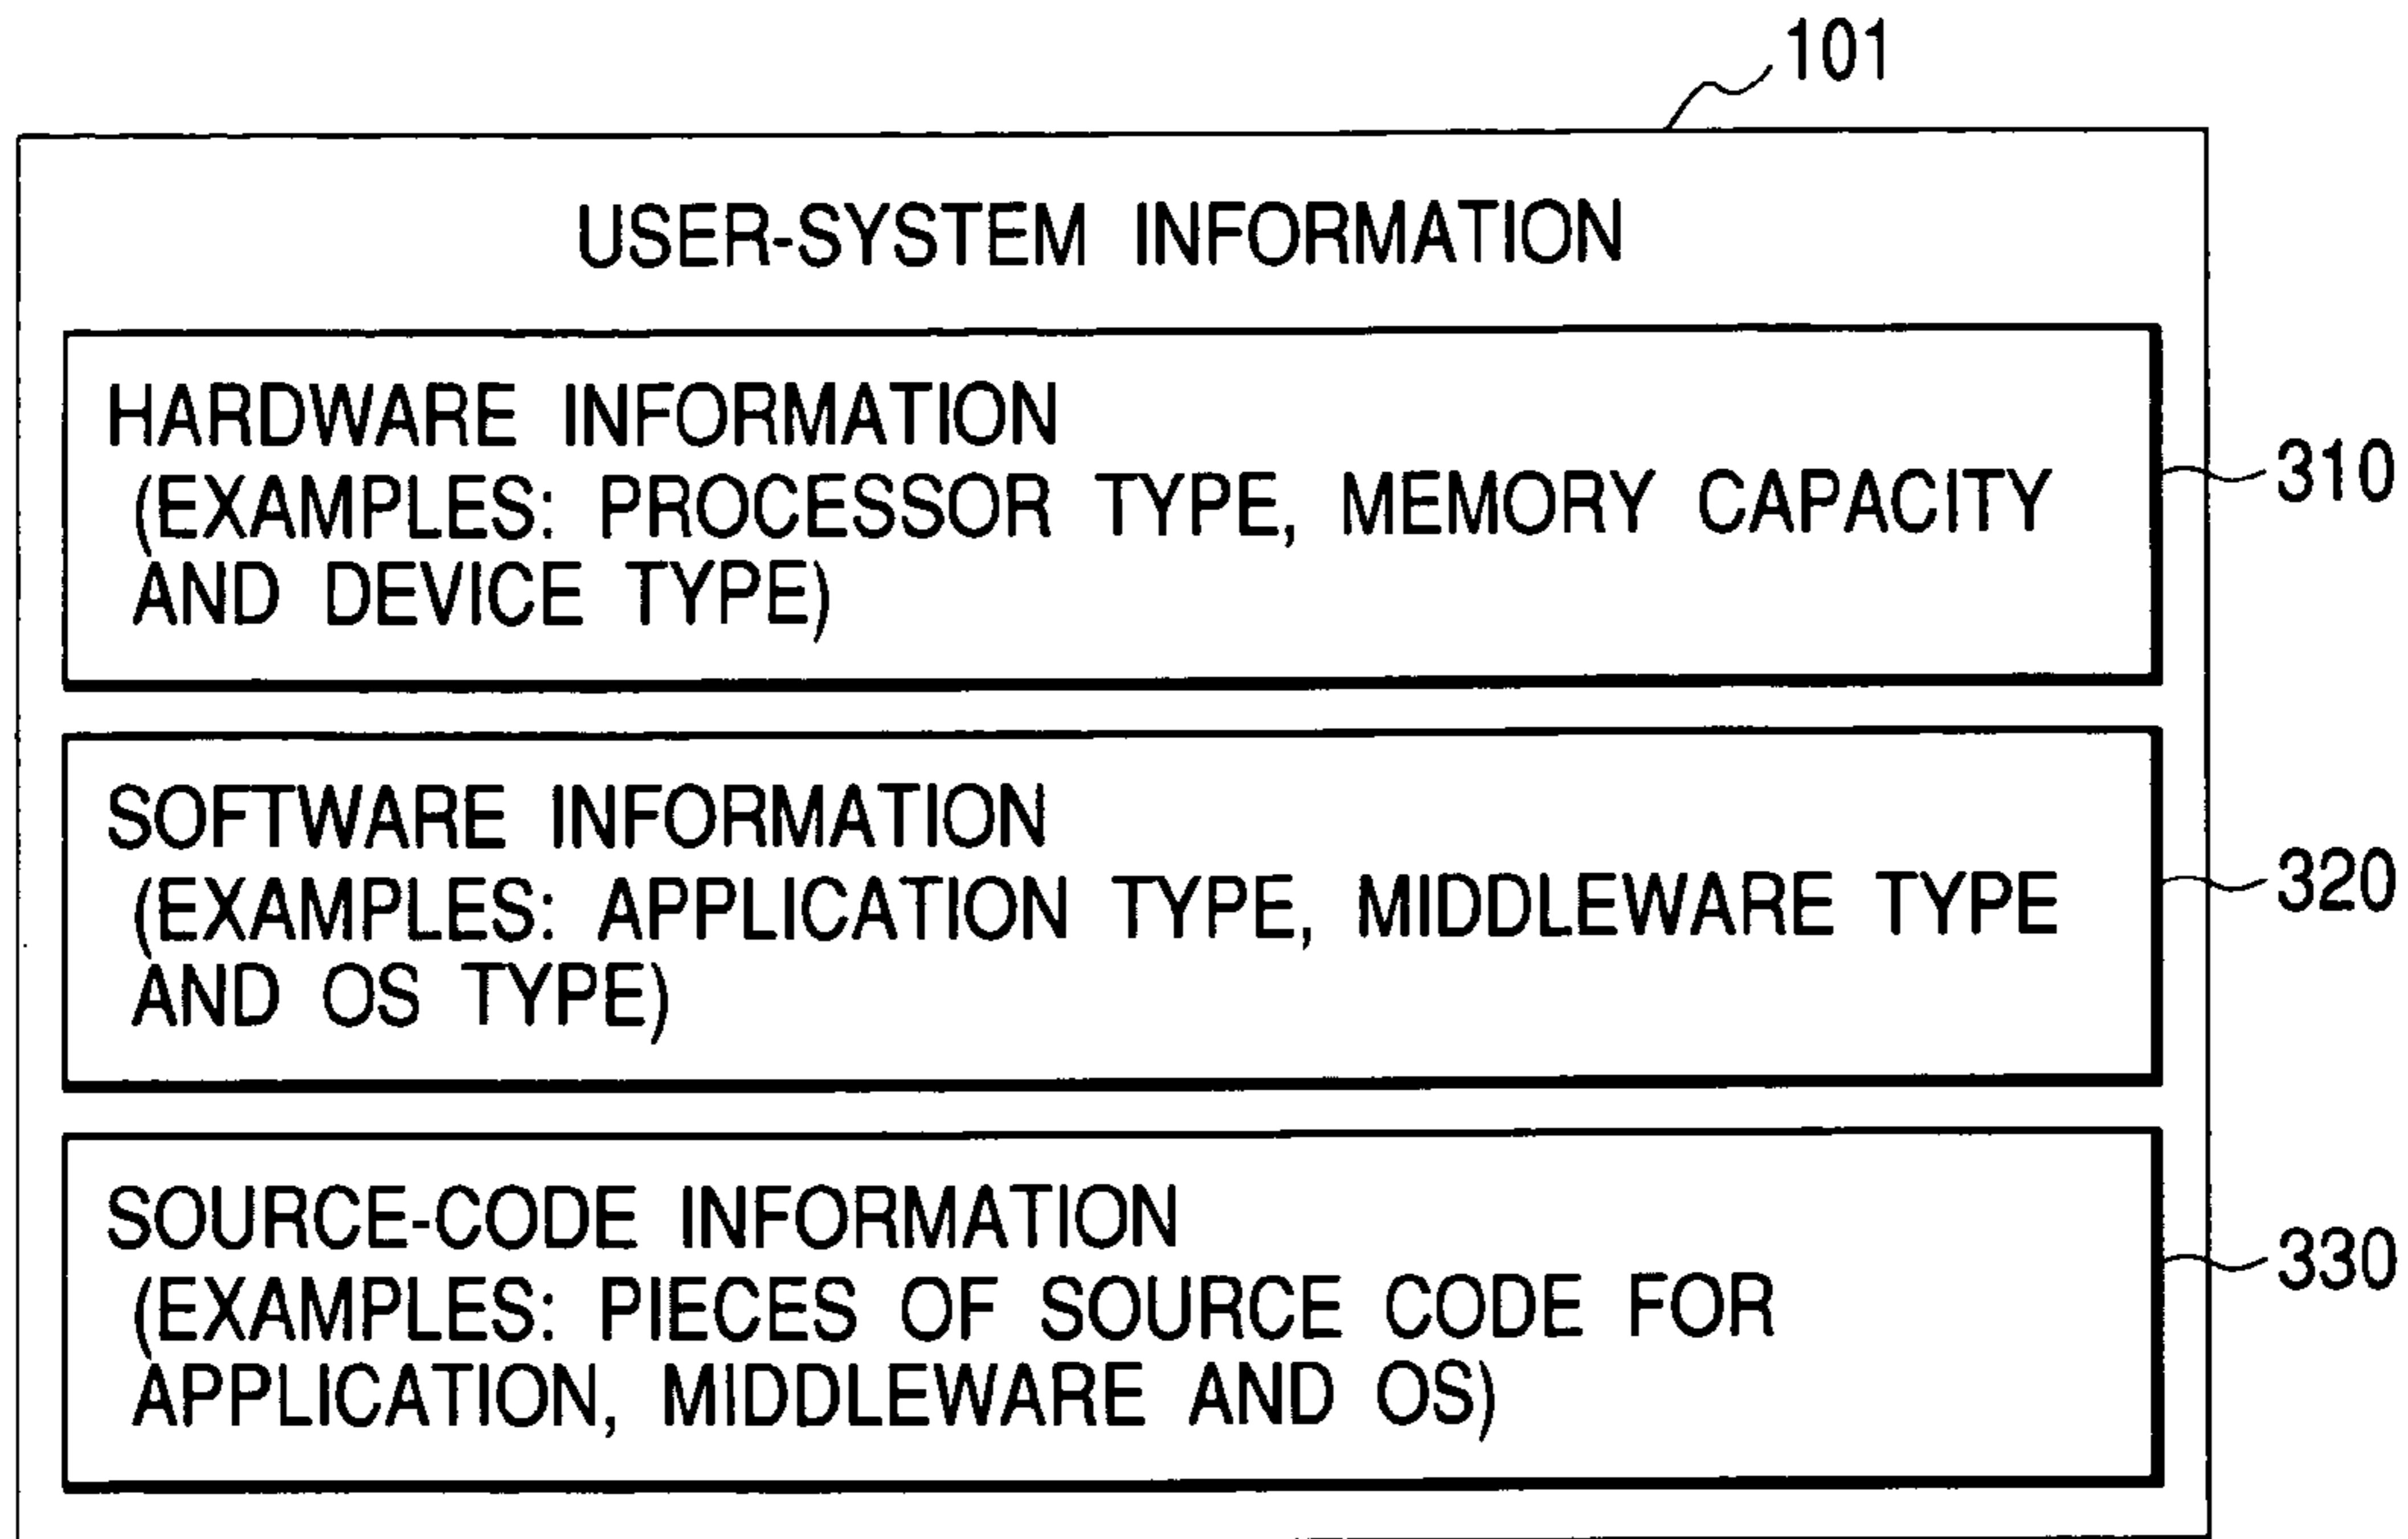 101
USER-SYSTEM INFORMATION
HARDWARE INFORMATION
(EXAMPLES: PROCESSOR TYPE, MEMORY CAPACITY
AND DEVICE TYPE)
310
SOFTWARE INFORMATION
(EXAMPLES: APPLICATION TYPE, MIDDLEWARE TYPE
AND OS TYPE)
320
SOURCE-CODE INFORMATION
(EXAMPLES: PIECES OF SOURCE CODE FOR
APPLICATION, MIDDLEWARE AND OS)
330